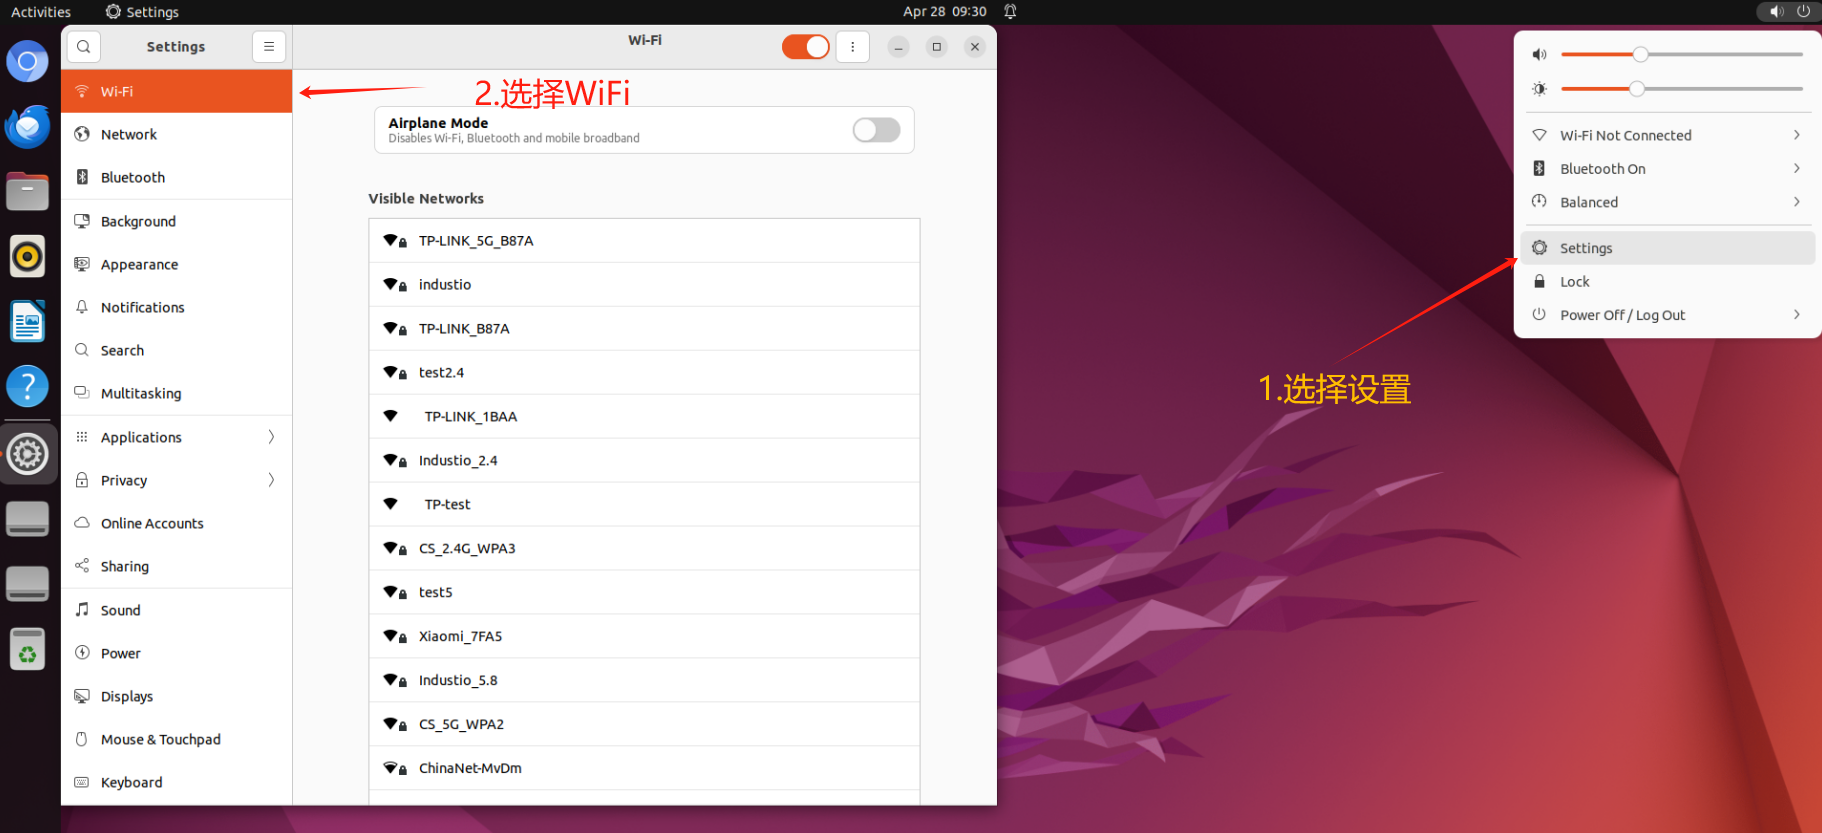 Activities
Settings
Apr 28 09:30
Settings
Wi-Fi
Wi-Fi
Network
Bluetooth
Background
Appearance
Notifications
Search
Multitasking
Applications
Privacy
Online Accounts
Sharing
Sound
Power
Displays
Mouse & Touchpad
Keyboard
2.选择WiFi
Airplane Mode
Disables Wi-Fi, Bluetooth and mobile broadband
Visible Networks
TP-LINK_5G_B87A
industio
TP-LINK_B87A
test2.4
TP-LINK_1BAA
Industio_2.4
TP-test
CS_2.4G_WPA3
test5
Xiaomi_7FA5
Industio_5.8
CS_5G_WPA2
ChinaNet-MvDm
Wi-Fi Not Connected
Bluetooth On
Balanced
Settings
Lock
Power Off / Log Out
1.选择设置